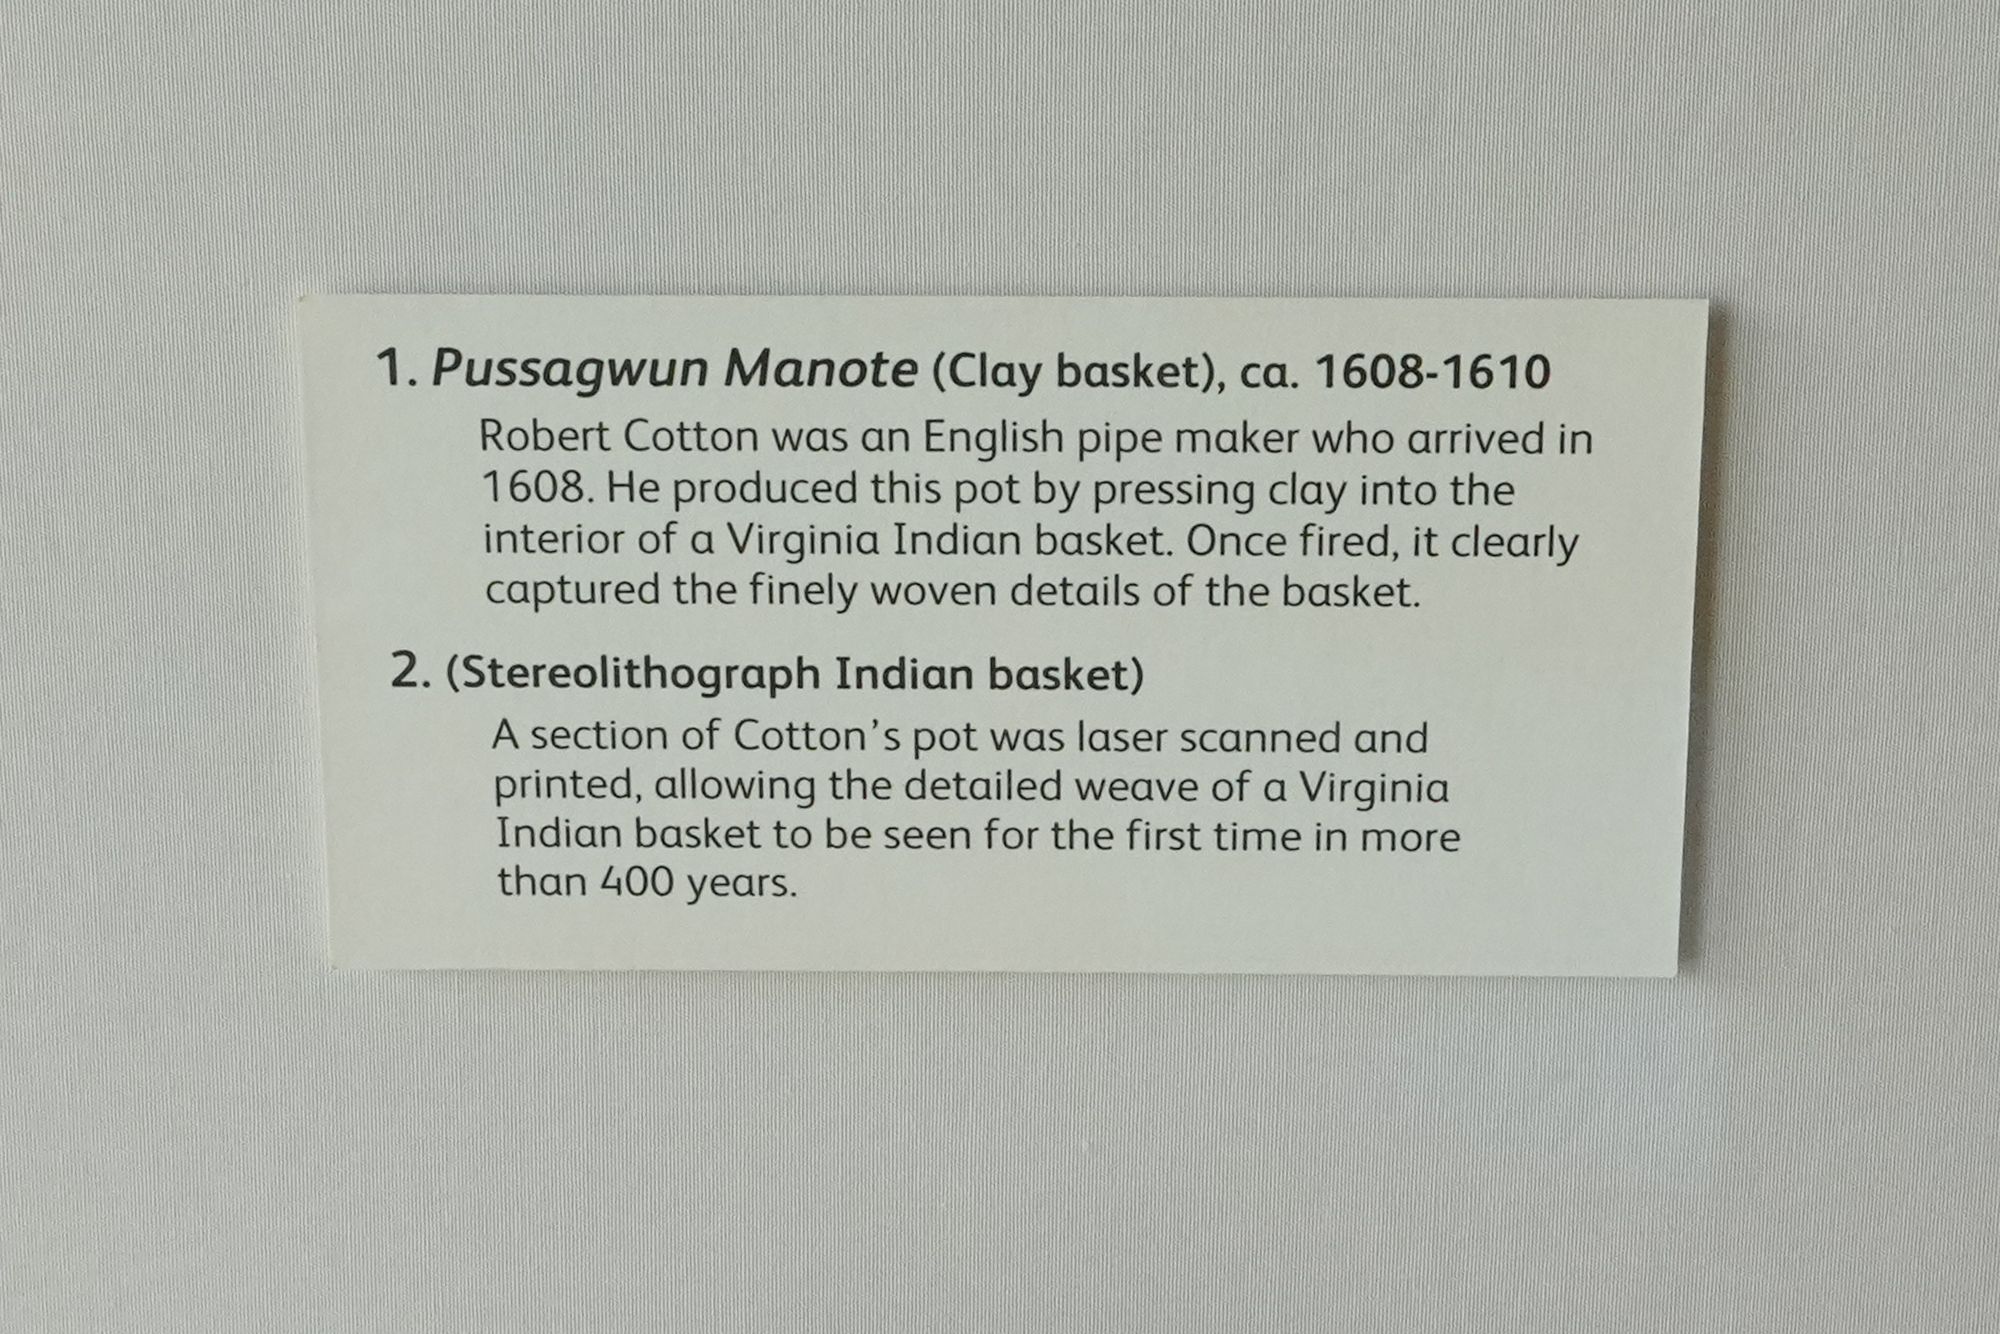 1. Pussagwun Manote (Clay basket), ca. 1608-1610
Robert Cotton was an English pipe maker who arrived in
1608. He produced this pot by pressing clay into the
interior of a Virginia Indian basket. Once fired, it clearly
captured the finely woven details of the basket.
2. (Stereolithograph Indian basket)
A section of Cotton's pot was laser scanned and
printed, allowing the detailed weave of a Virginia
Indian basket to be seen for the first time in more
than 400 years.